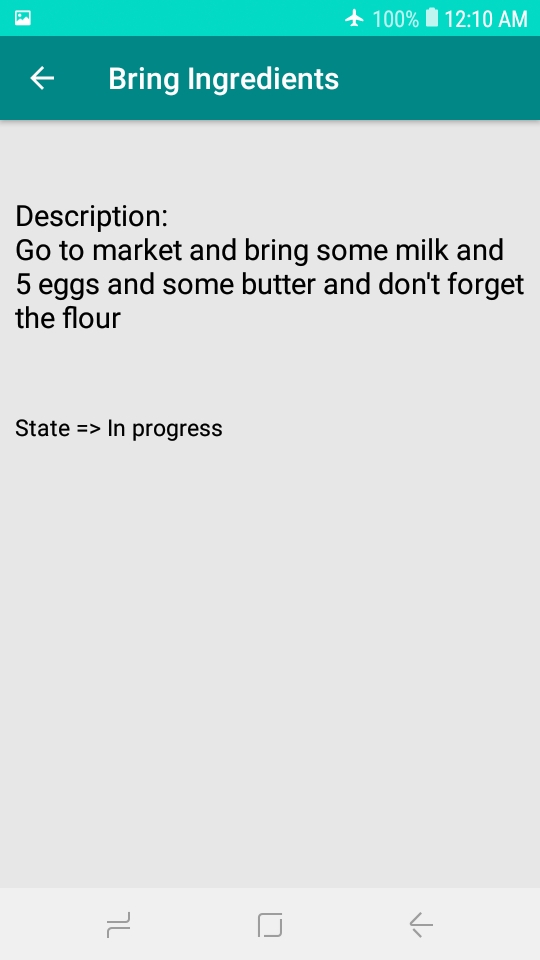 100% 12:10 AM
Bring Ingredients
Description:
Go to market and bring some milk and
5 eggs and some butter and don't forget
the flour
State => In progress